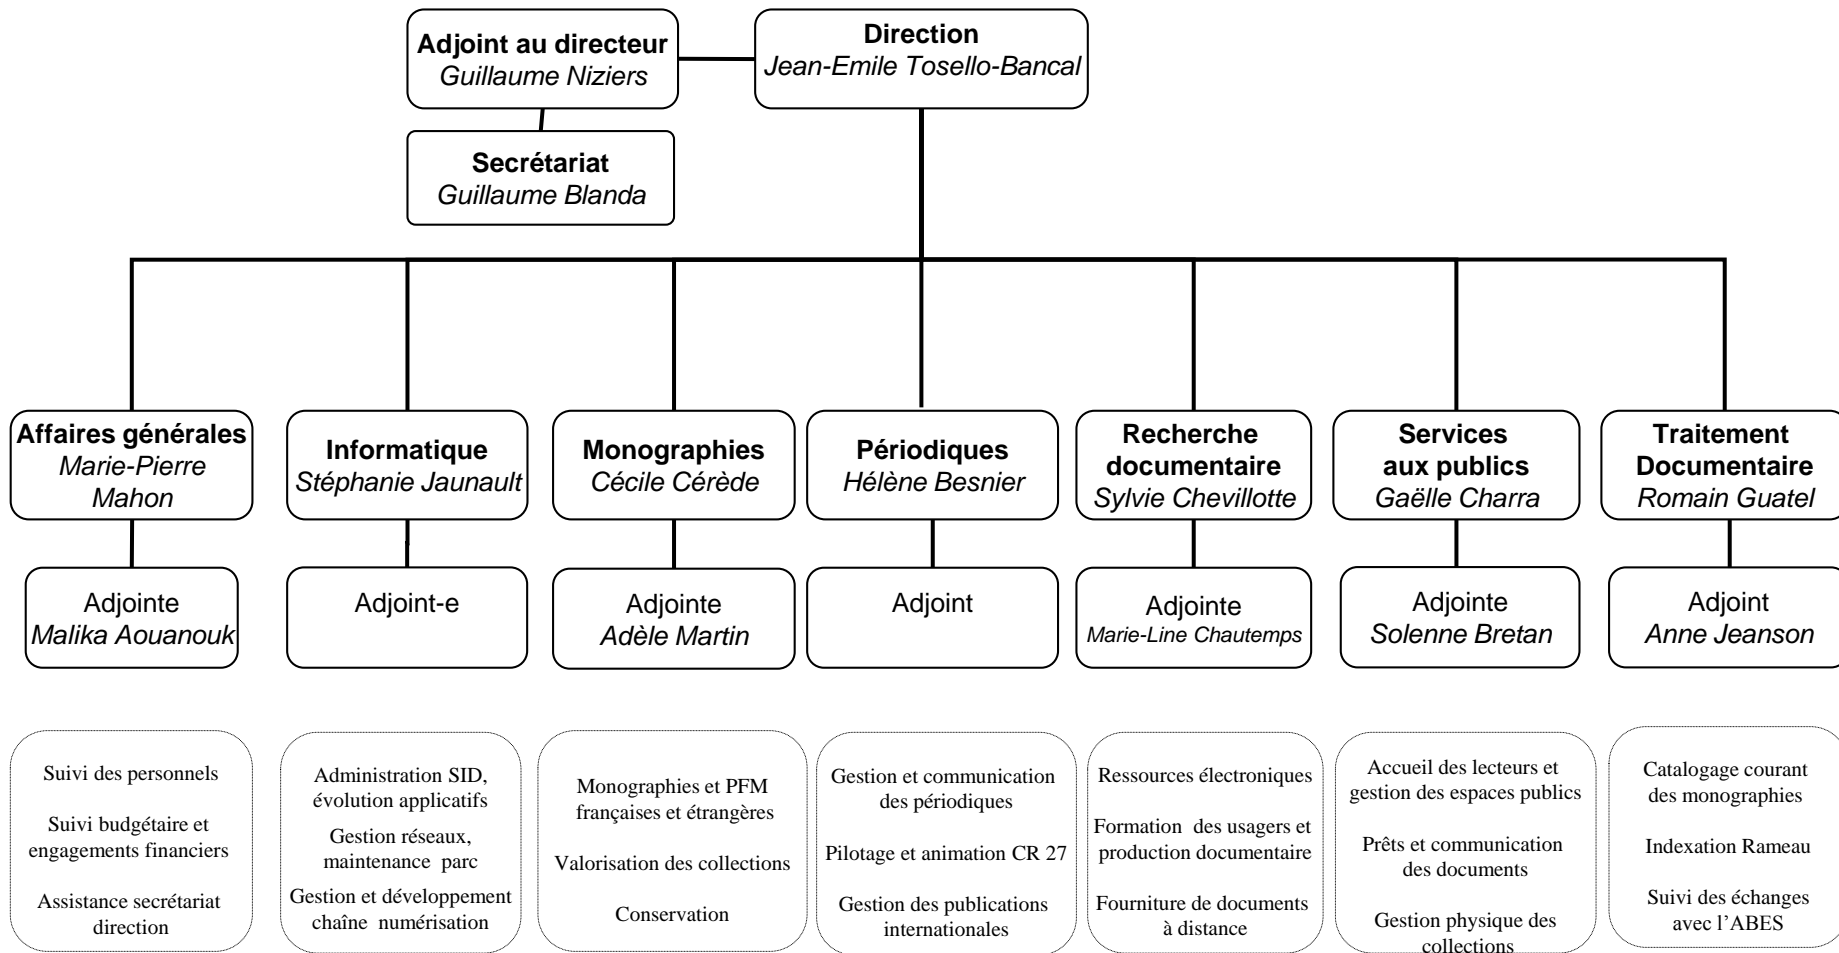 Adjoint au directeur
Guillaume Niziers
Direction
Jean-Emile Tosello-Bancal
Secrétariat
Guillaume Blanda
Affaires générales
Marie-Pierre
Mahon
Informatique
Stéphanie Jaunault
Monographies
Cécile Cérède
Périodiques
Hélène Besnier
Recherche
documentaire
Sylvie Chevillotte
Services
aux publics
Gaëlle Charra
Traitement
Documentaire
Romain Guatel
Adjointe
Malika Aouanouk
Adjoint-e
Adjointe
Adèle Martin
Adjoint
Adjointe
Marie-Line Chautemps
Adjointe
Solenne Bretan
Adjoint
Anne Jeanson
Suivi des personnels
Suivi budgétaire et
engagements financiers
Assistance secrétariat
direction
Administration SID,
évolution applicatifs
Gestion réseaux,
maintenance parc
Gestion et développement
chaîne numérisation
Monographies et PFM
françaises et étrangères
Valorisation des collections
Conservation
Gestion et communication
des périodiques
Pilotage et animation CR 27
Gestion des publications
internationales
Ressources électroniques
Formation des usagers et
production documentaire
Fourniture de documents
à distance
Accueil des lecteurs et
gestion des espaces publics
Prêts et communication
des documents
Gestion physique des
collections
Catalogage courant
des monographies
Indexation Rameau
Suivi des échanges
avec l'ABES